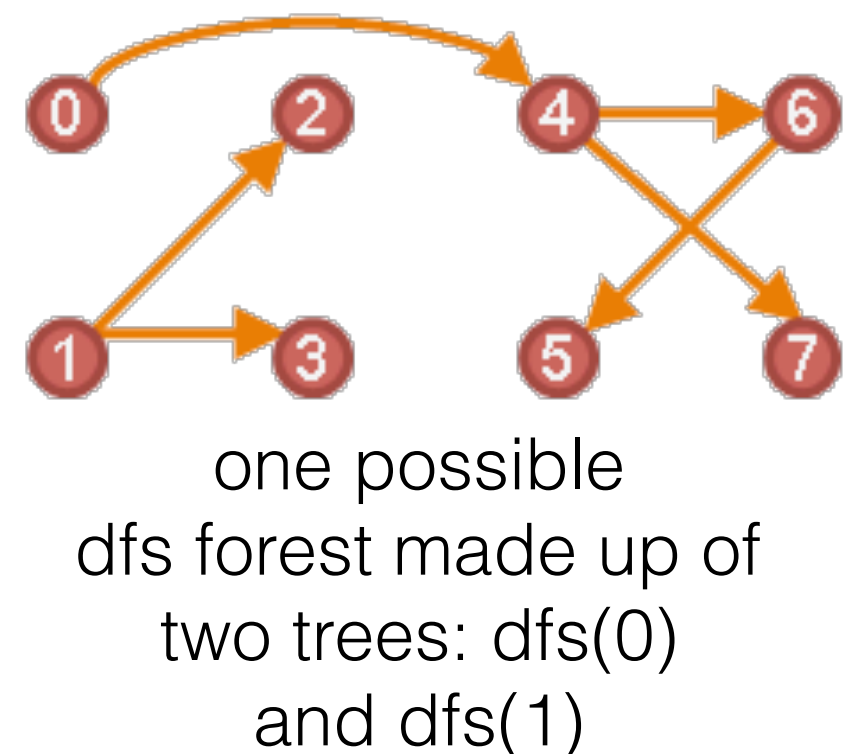 0 2 4 6
1 3 5 7
one possible
dfs forest made up of
two trees: dfs(0)
and dfs(1)